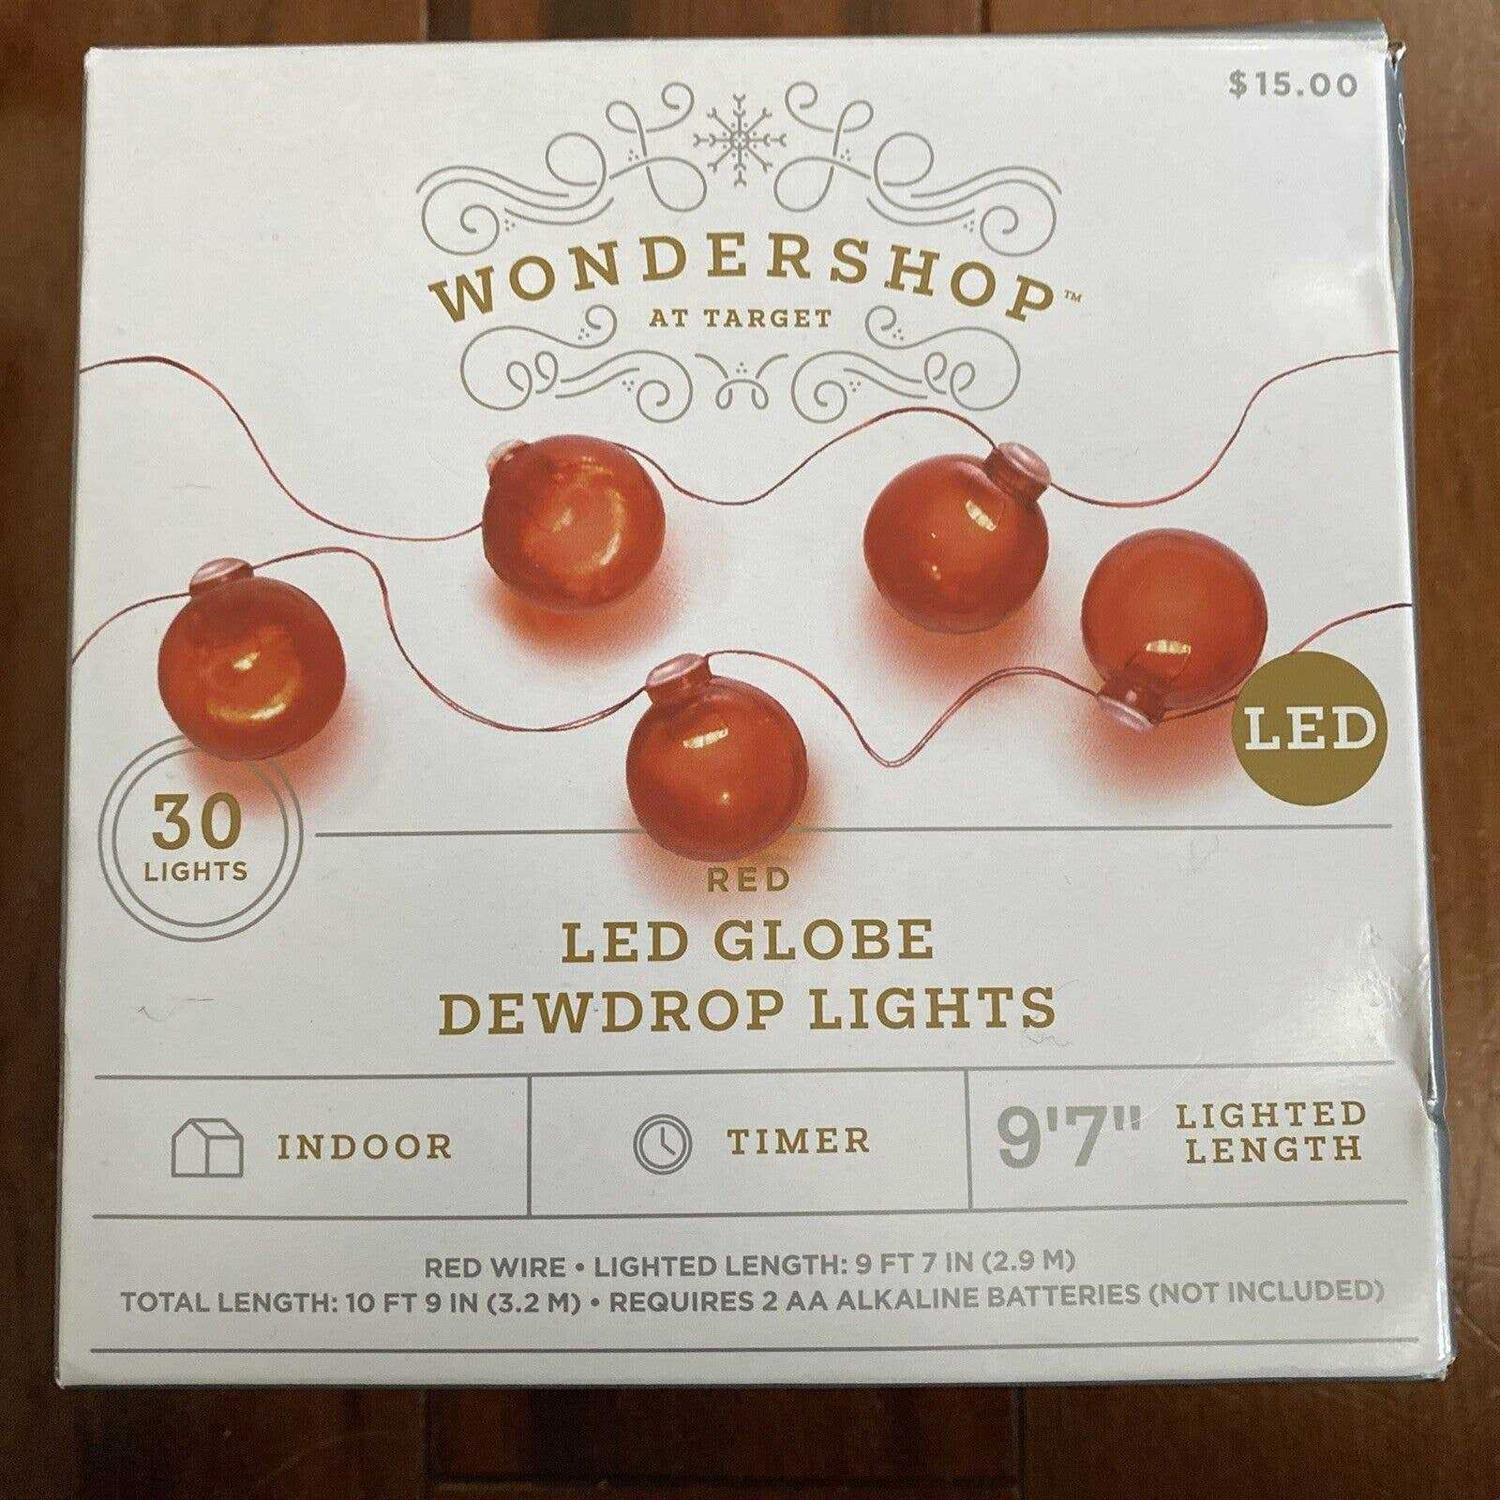 $15.00
WONDERSHOP™
AT TARGET
LED
30
LIGHTS
RED
LED GLOBE
DEWDROP LIGHTS
INDOOR
TIMER
9'7" LIGHTED
LENGTH
RED WIRE • LIGHTED LENGTH: 9 FT 7 IN (2.9 M)
TOTAL LENGTH: 10 FT 9 IN (3.2 M) • REQUIRES 2 AA ALKALINE BATTERIES (NOT INCLUDED)